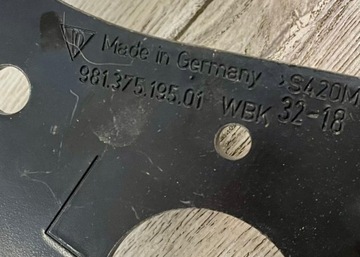 Made in Germany >S420M
981.375.195.01 WBK 32-18